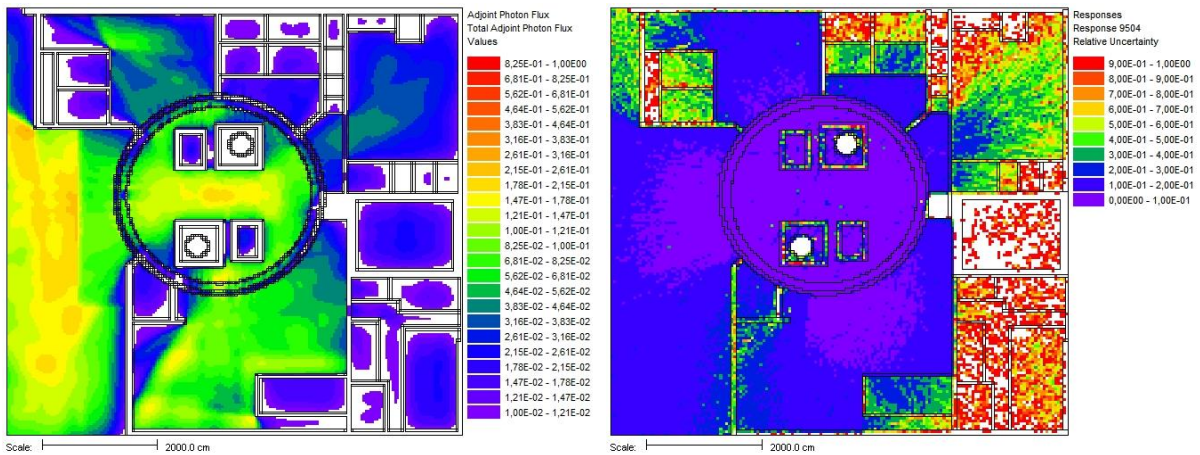 Adjoint Photon Flux
Total Adjoint Photon Flux
Values
8,25E-01 - 1,00E00
6,81E-01 - 8,25E-01
5,62E-01 - 6,81E-01
4,64E-01 - 5,62E-01
3,83E-01 - 4,64E-01
3,16E-01 - 3,83E-01
2,61E-01 - 3,16E-01
2,15E-01 - 2,61E-01
1,78E-01 - 2,15E-01
1,47E-01 - 1,78E-01
1,21E-01 - 1,47E-01
1,00E-01 - 1,21E-01
8,25E-02 - 1,00E-01
6,81E-02 - 8,25E-02
5,62E-02 - 6,81E-02
4,64E-02 - 5,62E-02
3,83E-02 - 4,64E-02
3,16E-02 - 3,83E-02
2,61E-02 - 3,16E-02
2,15E-02 - 2,61E-02
1,78E-02 - 2,15E-02
1,47E-02 - 1,78E-02
1,21E-02 - 1,47E-02
1,00E-02 - 1,21E-02
Scale: 2000.0 cm
Responses
Response 9504
Relative Uncertainty
9,00E-01 - 1,00E00
8,00E-01 - 9,00E-01
7,00E-01 - 8,00E-01
6,00E-01 - 7,00E-01
5,00E-01 - 6,00E-01
4,00E-01 - 5,00E-01
3,00E-01 - 4,00E-01
2,00E-01 - 3,00E-01
1,00E-01 - 2,00E-01
0,00E00 - 1,00E-01
Scale: 2000.0 cm